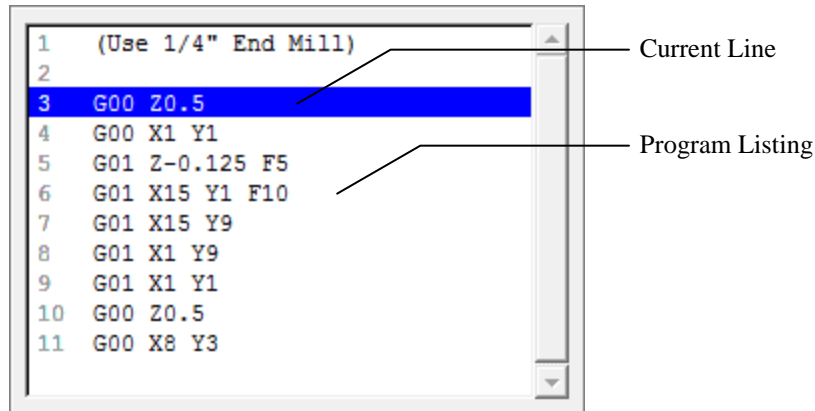 1 (Use 1/4" End Mill)
2
3 G00 Z0.5
4 G00 X1 Y1
5 G01 Z-0.125 F5
6 G01 X15 Y1 F10
7 G01 X15 Y9
8 G01 X1 Y9
9 G01 X1 Y1
10 G00 Z0.5
11 G00 X8 Y3
Current Line
Program Listing